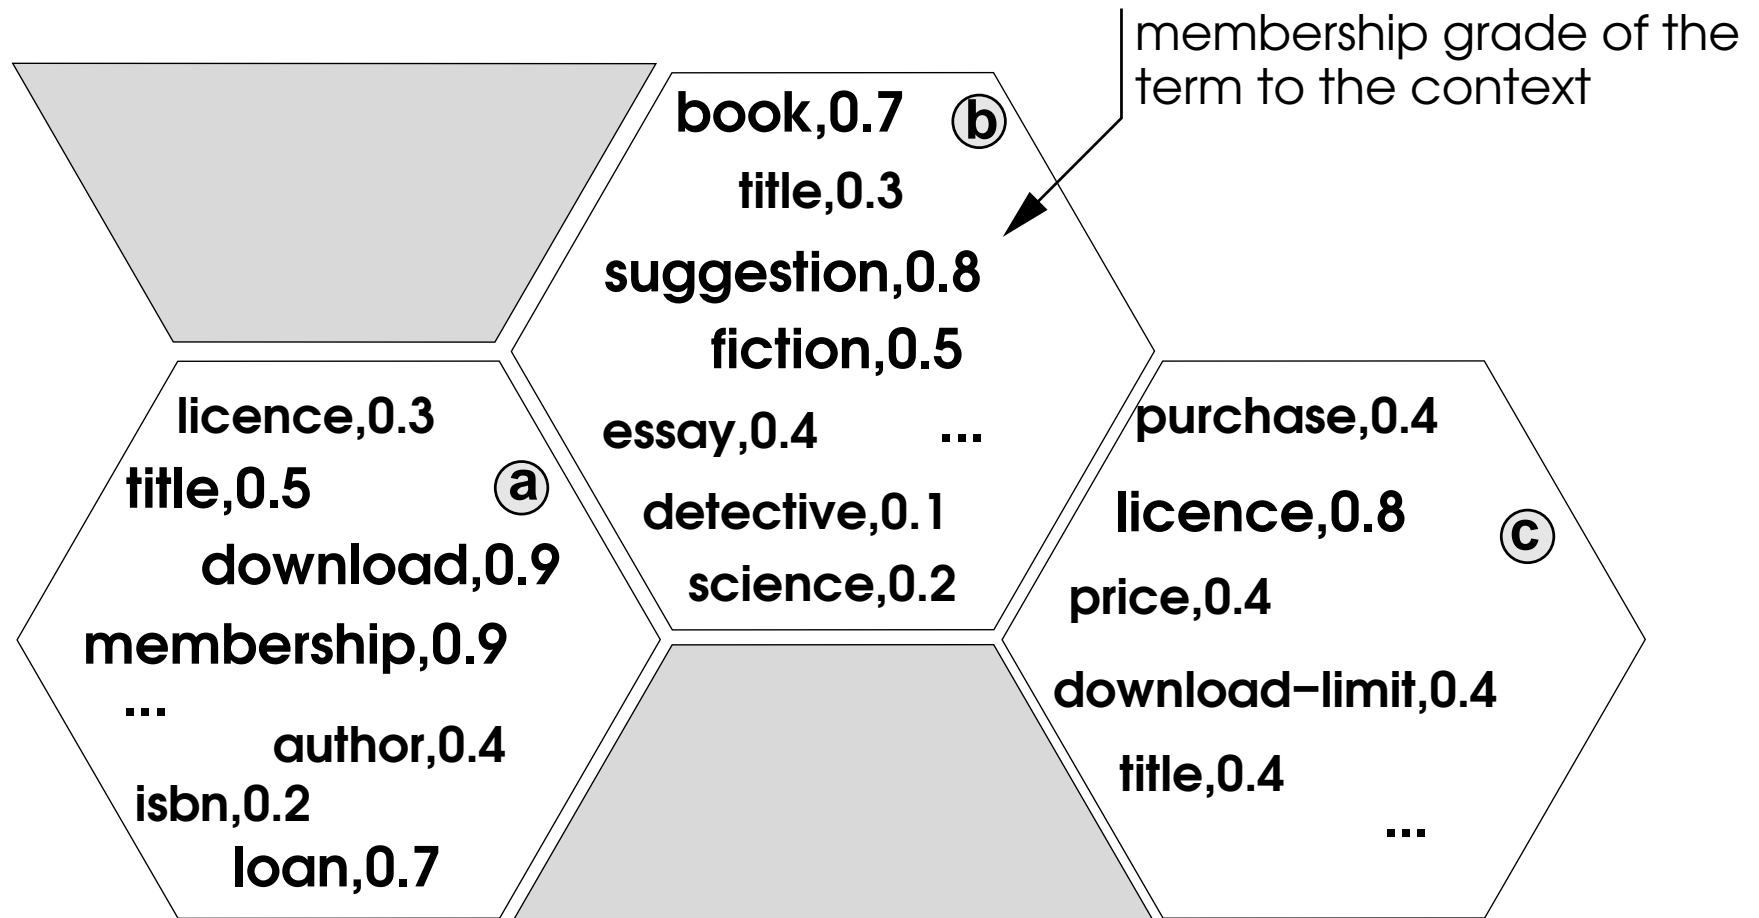 membership grade of the
term to the context
book,0.7
b
title,0.3
suggestion,0.8
fiction,0.5
essay,0.4 ...
detective,0.1
science,0.2
licence,0.3
title,0.5
a
download,0.9
membership,0.9
...
author,0.4
isbn,0.2
loan,0.7
purchase,0.4
licence,0.8
c
price,0.4
download-limit,0.4
title,0.4
...